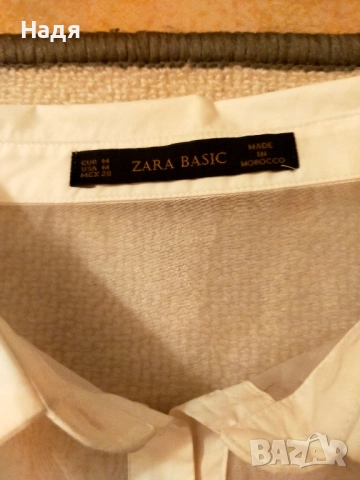 Надя
EUR M
USA M
MEX 28
ZARA BASIC
MADE
IN
MOROCCO
BAZAR